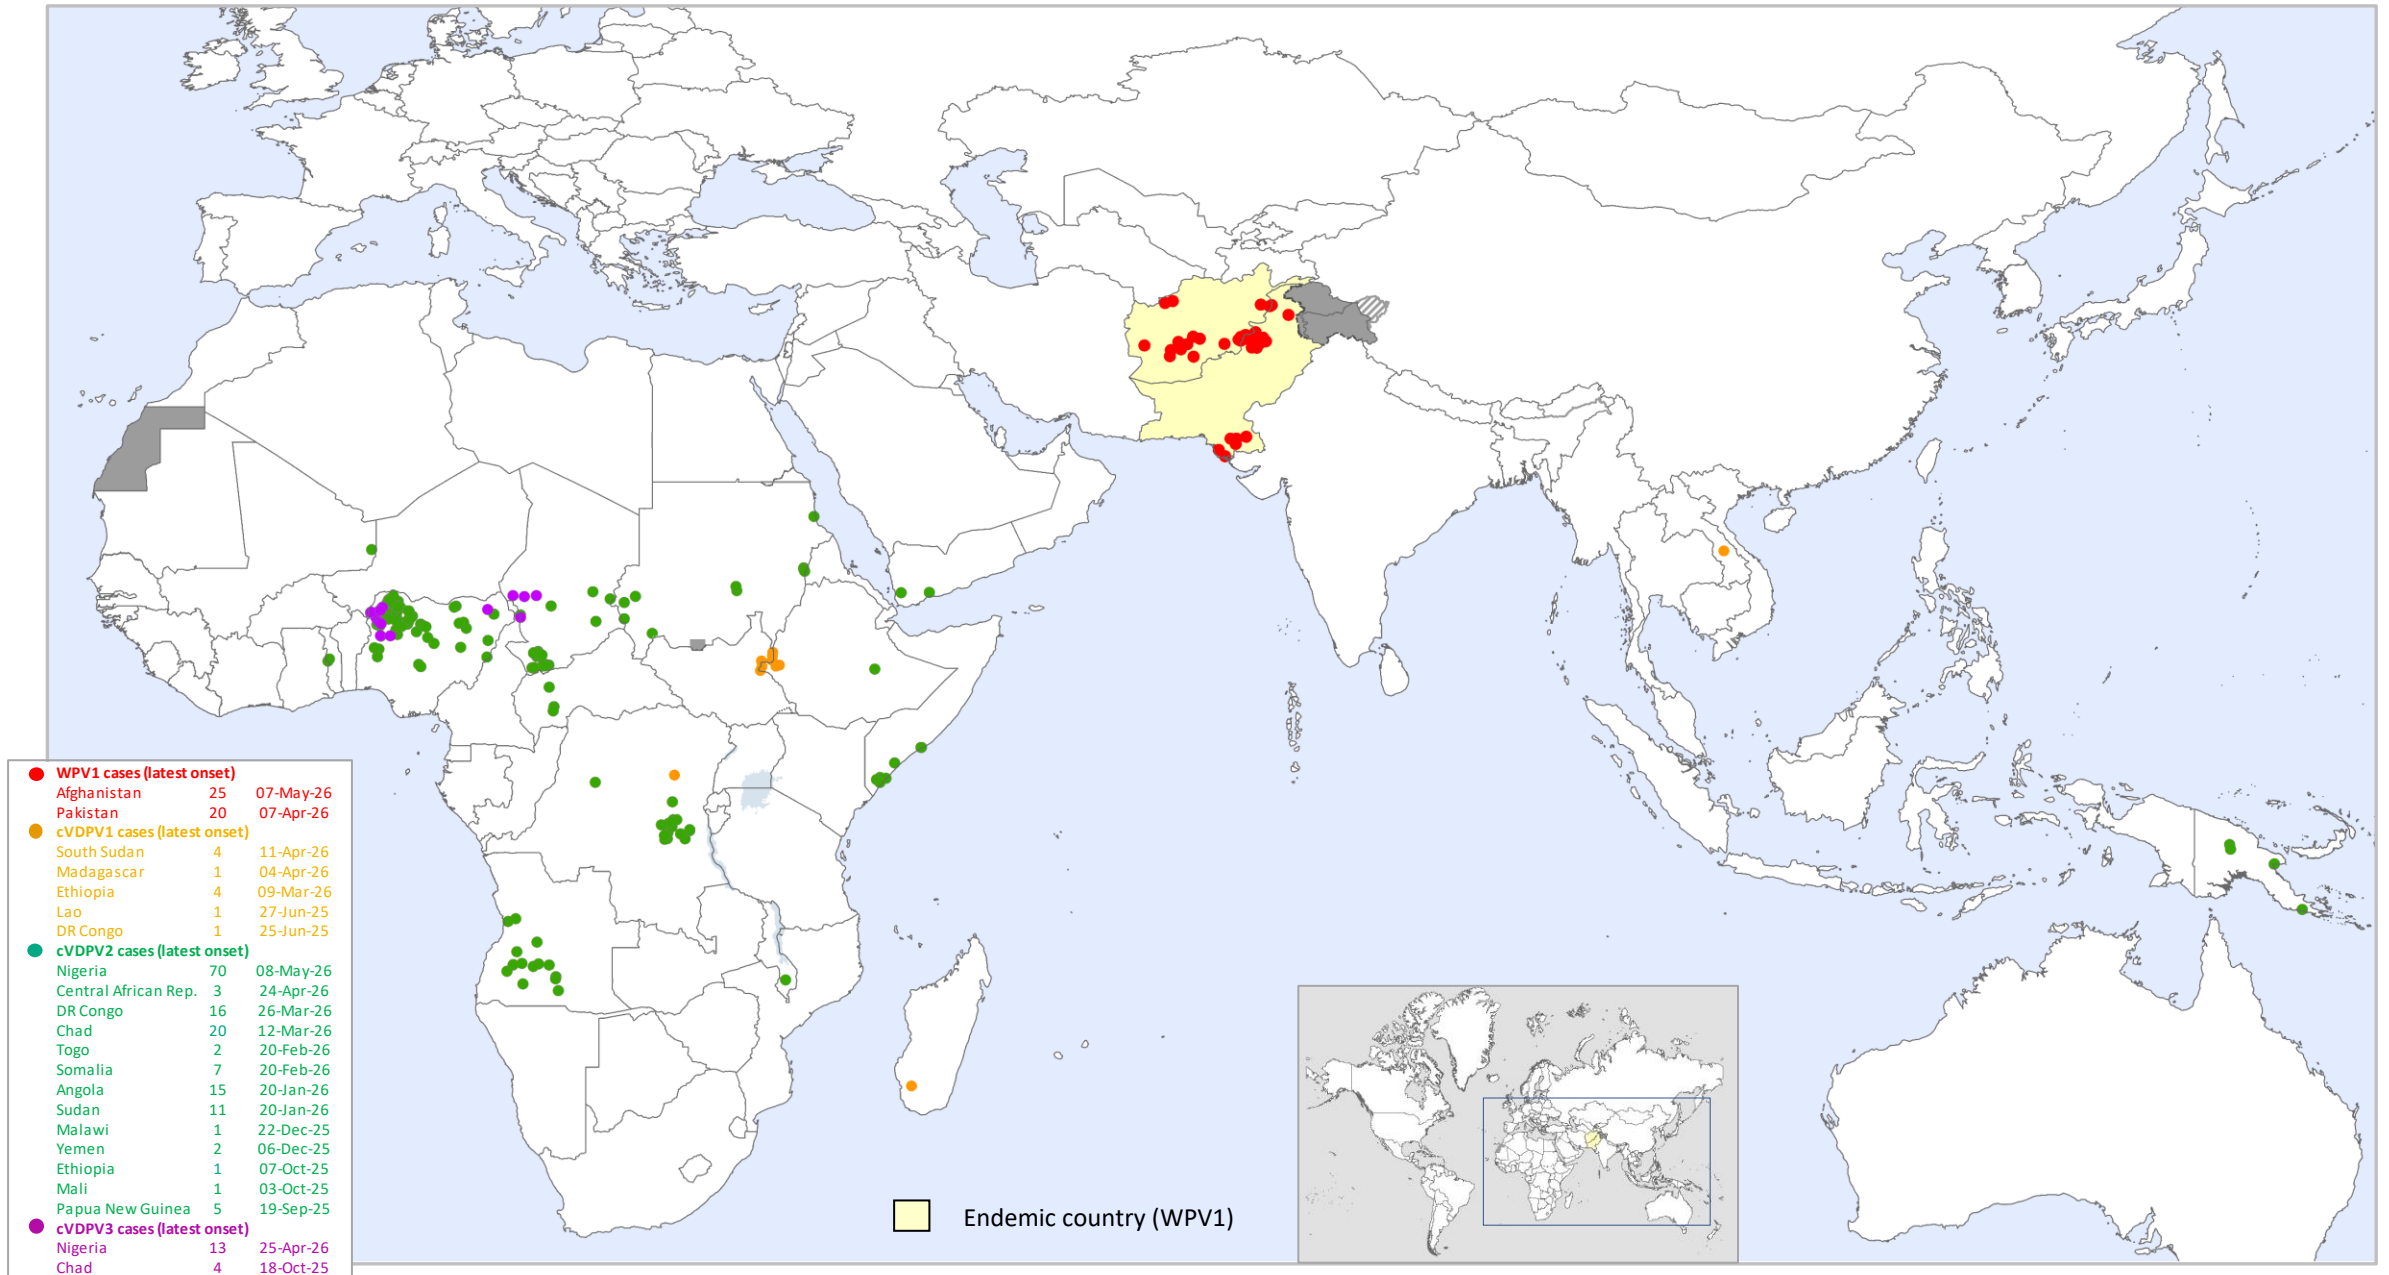 WPV1 cases (latest onset)
Afghanistan 25 07-May-26
Pakistan 20 07-Apr-26
cVDPV1 cases (latest onset)
South Sudan 4 11-Apr-26
Madagascar 1 04-Apr-26
Ethiopia 4 09-Mar-26
Lao 1 27-Jun-25
DR Congo 1 25-Jun-25
cVDPV2 cases (latest onset)
Nigeria 70 08-May-26
Central African Rep. 3 24-Apr-26
DR Congo 16 26-Mar-26
Chad 20 12-Mar-26
Togo 2 20-Feb-26
Somalia 7 20-Feb-26
Angola 15 20-Jan-26
Sudan 11 20-Jan-26
Malawi 1 22-Dec-25
Yemen 2 06-Dec-25
Ethiopia 1 07-Oct-25
Mali 1 03-Oct-25
Papua New Guinea 5 19-Sep-25
cVDPV3 cases (latest onset)
Nigeria 13 25-Apr-26
Chad 4 18-Oct-25
Endemic country (WPV1)